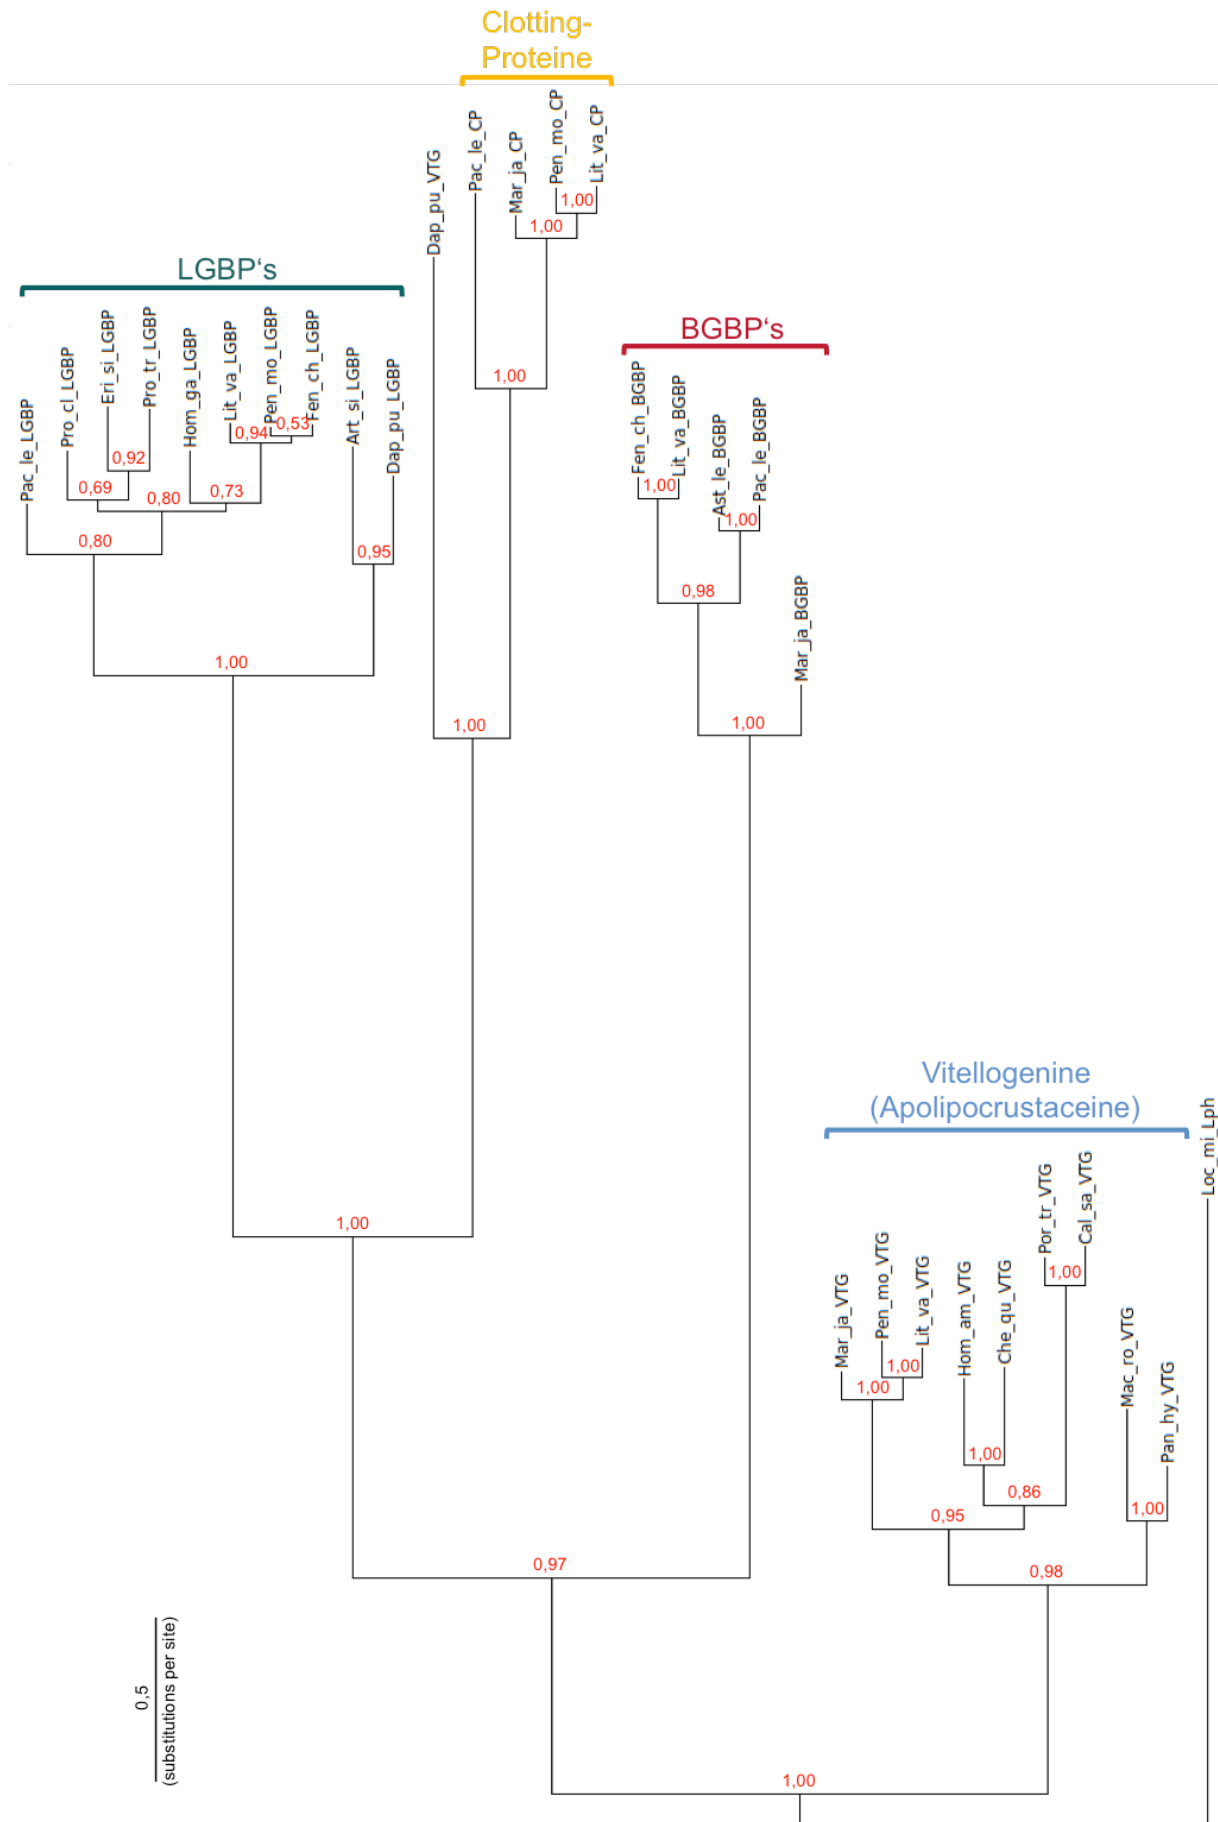 Clotting-
Proteine
Pac_le_CP
Mar_ja_CP
Pen_mo_CP
Lit_va_CP
1,00
1,00
1,00
Dap_pu_VTG
1,00
LGBP‘s
Pac_le_LGBP
Pro_cl_LGBP
Eri_si_LGBP
Pro_tr_LGBP
Hom_ga_LGBP
Lit_va_LGBP
Pen_mo_LGBP
Fen_ch_LGBP
Art_si_LGBP
Dap_pu_LGBP
0,94
0,53
0,92
0,69
0,80
0,73
0,80
0,95
1,00
BGBP‘s
Fen_ch_BGBP
Lit_va_BGBP
Ast_le_BGBP
Pac_le_BGBP
Mar_ja_BGBP
1,00
1,00
0,98
1,00
1,00
Vitellogenine
(Apolipocrustaceine)
Mar_ja_VTG
Pen_mo_VTG
Lit_va_VTG
Hom_am_VTG
Che_qu_VTG
Por_tr_VTG
Cal_sa_VTG
Mac_ro_VTG
Pan_hy_VTG
Loc_mi_Lph
1,00
1,00
1,00
1,00
0,86
1,00
0,95
0,98
0,97
1,00
0,5
(substitutions per site)